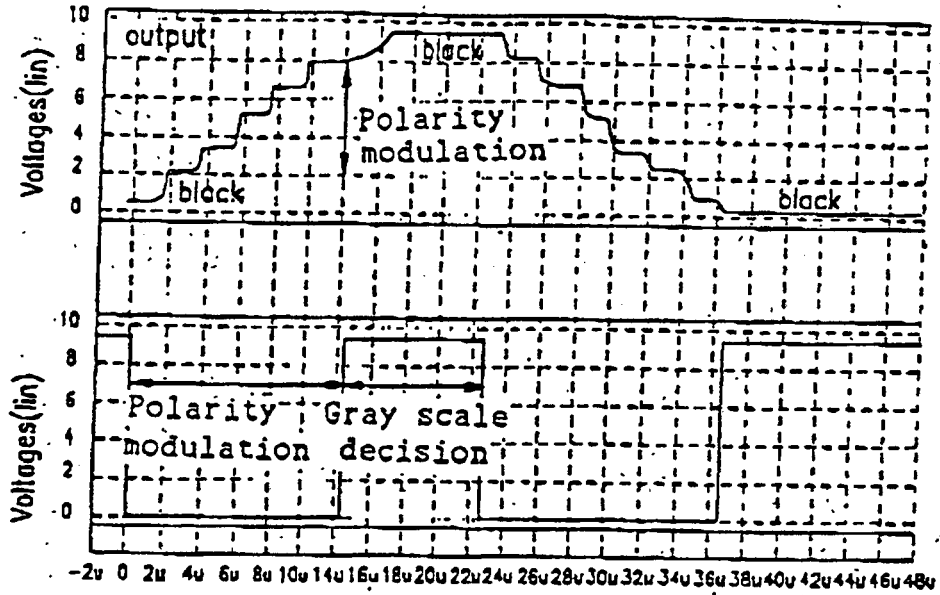 10
output
8
black
6
Polarity
modulation
4
2
black
black
0
Voltages(lin)
10
8
6
Polarity Gray scale
modulation decision
4
2
0
Voltages(lin)
-2u 0 2u 4u 6u 8u 10u 12u 14u 16u 18u 20u 22u 24u 26u 28u 30u 32u 34u 36u 38u 40u 42u 44u 46u 48u